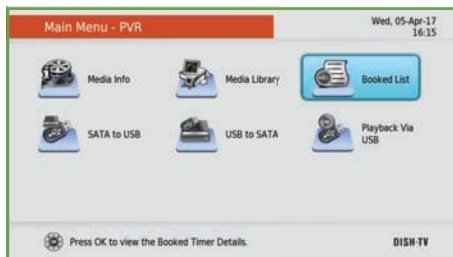 Main Menu - PVR
Wed, 05-Apr-17
16:15
Media Info
Media Library
Booked List
SATA to USB
USB to SATA
Playback Via
USB
Press OK to view the Booked Timer Details.
DISH-TV